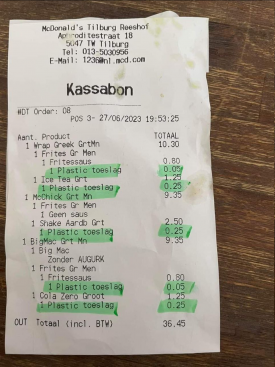 McDonald's Tilburg Reeshof
Aphroditestraat 18
5047 TW Tilburg
Tel: 013-5030956
E-Mail: 1236@nl.mcd.com
Kassabon
WDT Order: 08
POS 3- 27/06/2023 19:53:25
Aant. Product TOTAAL
1 Wrap Greek GrtMn 10.30
1 Frites Gr Men
1 Fritessaus 0.80
1 Plastic toeslag 0.05
1 Ice Tea Grt 1.25
1 Plastic toeslag 0.25
1 McChick Grt Mn 9.35
1 Frites Gr Men
1 Geen saus
1 Shake Aardb Grt 2.50
1 Plastic toeslag 0.25
1 BigMac Grt Mn 9.35
1 Big Mac
Zonder AUGURK
1 Frites Gr Men
1 Fritessaus 0.80
1 Plastic toeslag 0.05
1 Cola Zero Groot 1.25
1 Plastic toeslag 0.25
OUT Totaal (incl. BTW) 36.45